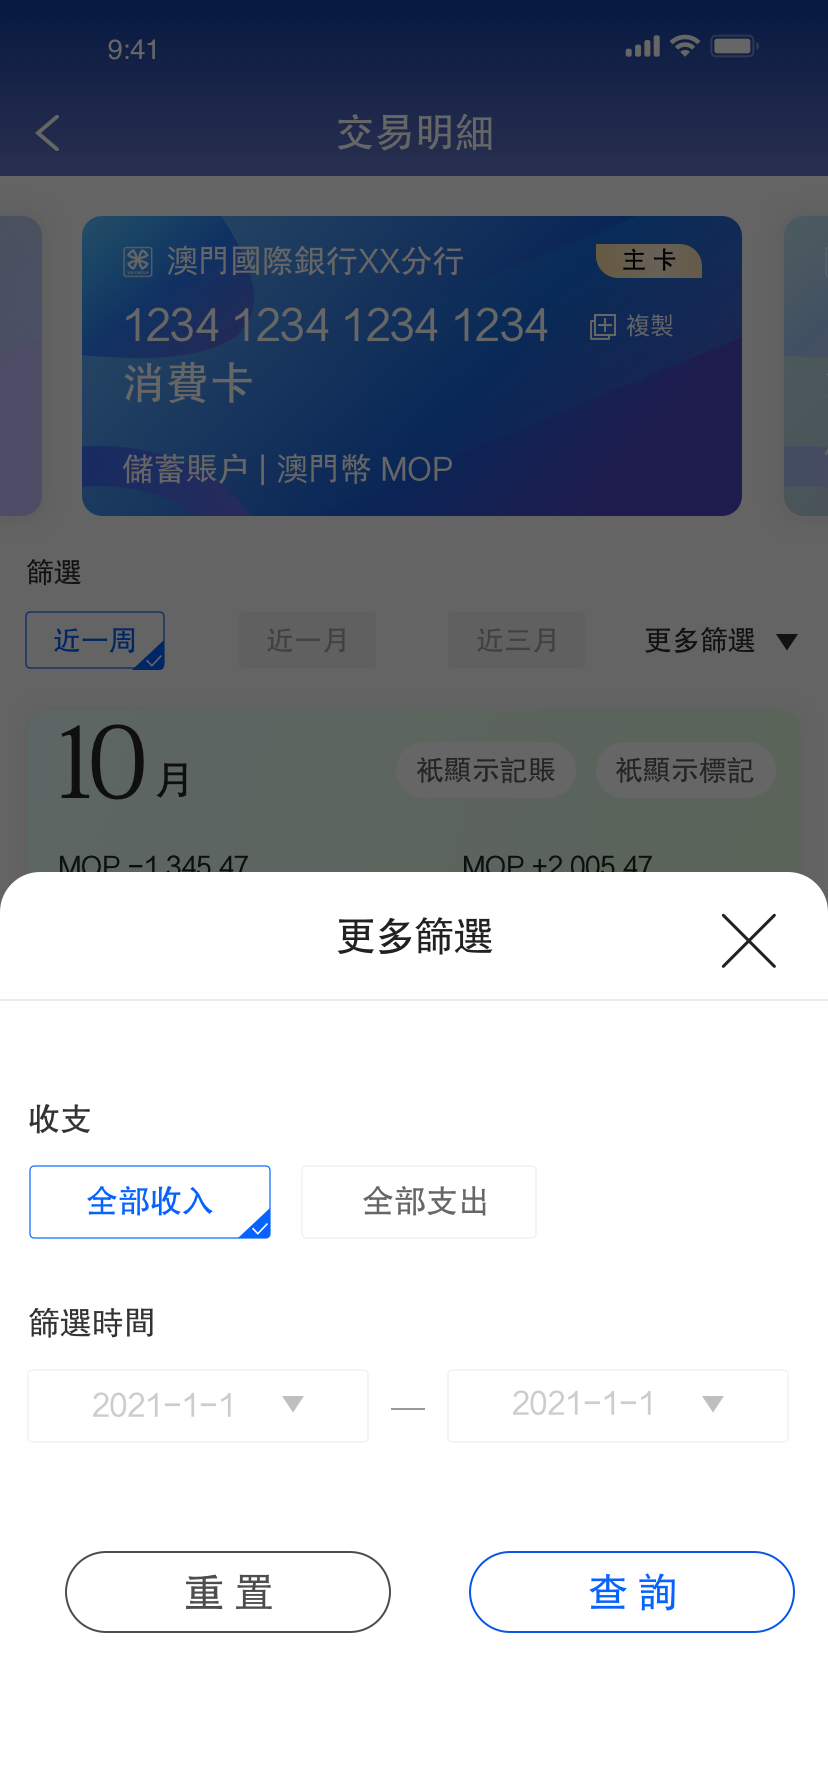 9:41
交易明細
澳門國際銀行XX分行
主 卡
1234 1234 1234 1234
複製
消費卡
儲蓄賬户 | 澳門幣 MOP
篩選
近一周
近一月
近三月
更多篩選
10 月
衹顯示記賬
衹顯示標記
MOP -1,345.47
MOP +2,005.47
更多篩選
收支
全部收入
全部支出
篩選時間
2021-1-1
—
2021-1-1
重 置
查 詢